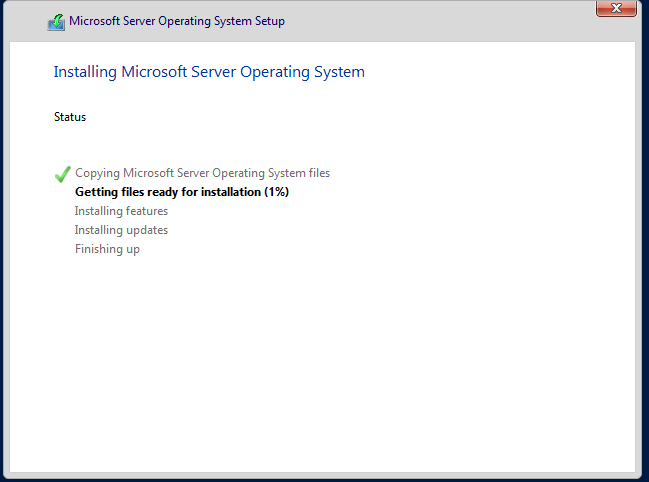 Microsoft Server Operating System Setup
Installing Microsoft Server Operating System
Status
Copying Microsoft Server Operating System files
Getting files ready for installation (1%)
Installing features
Installing updates
Finishing up